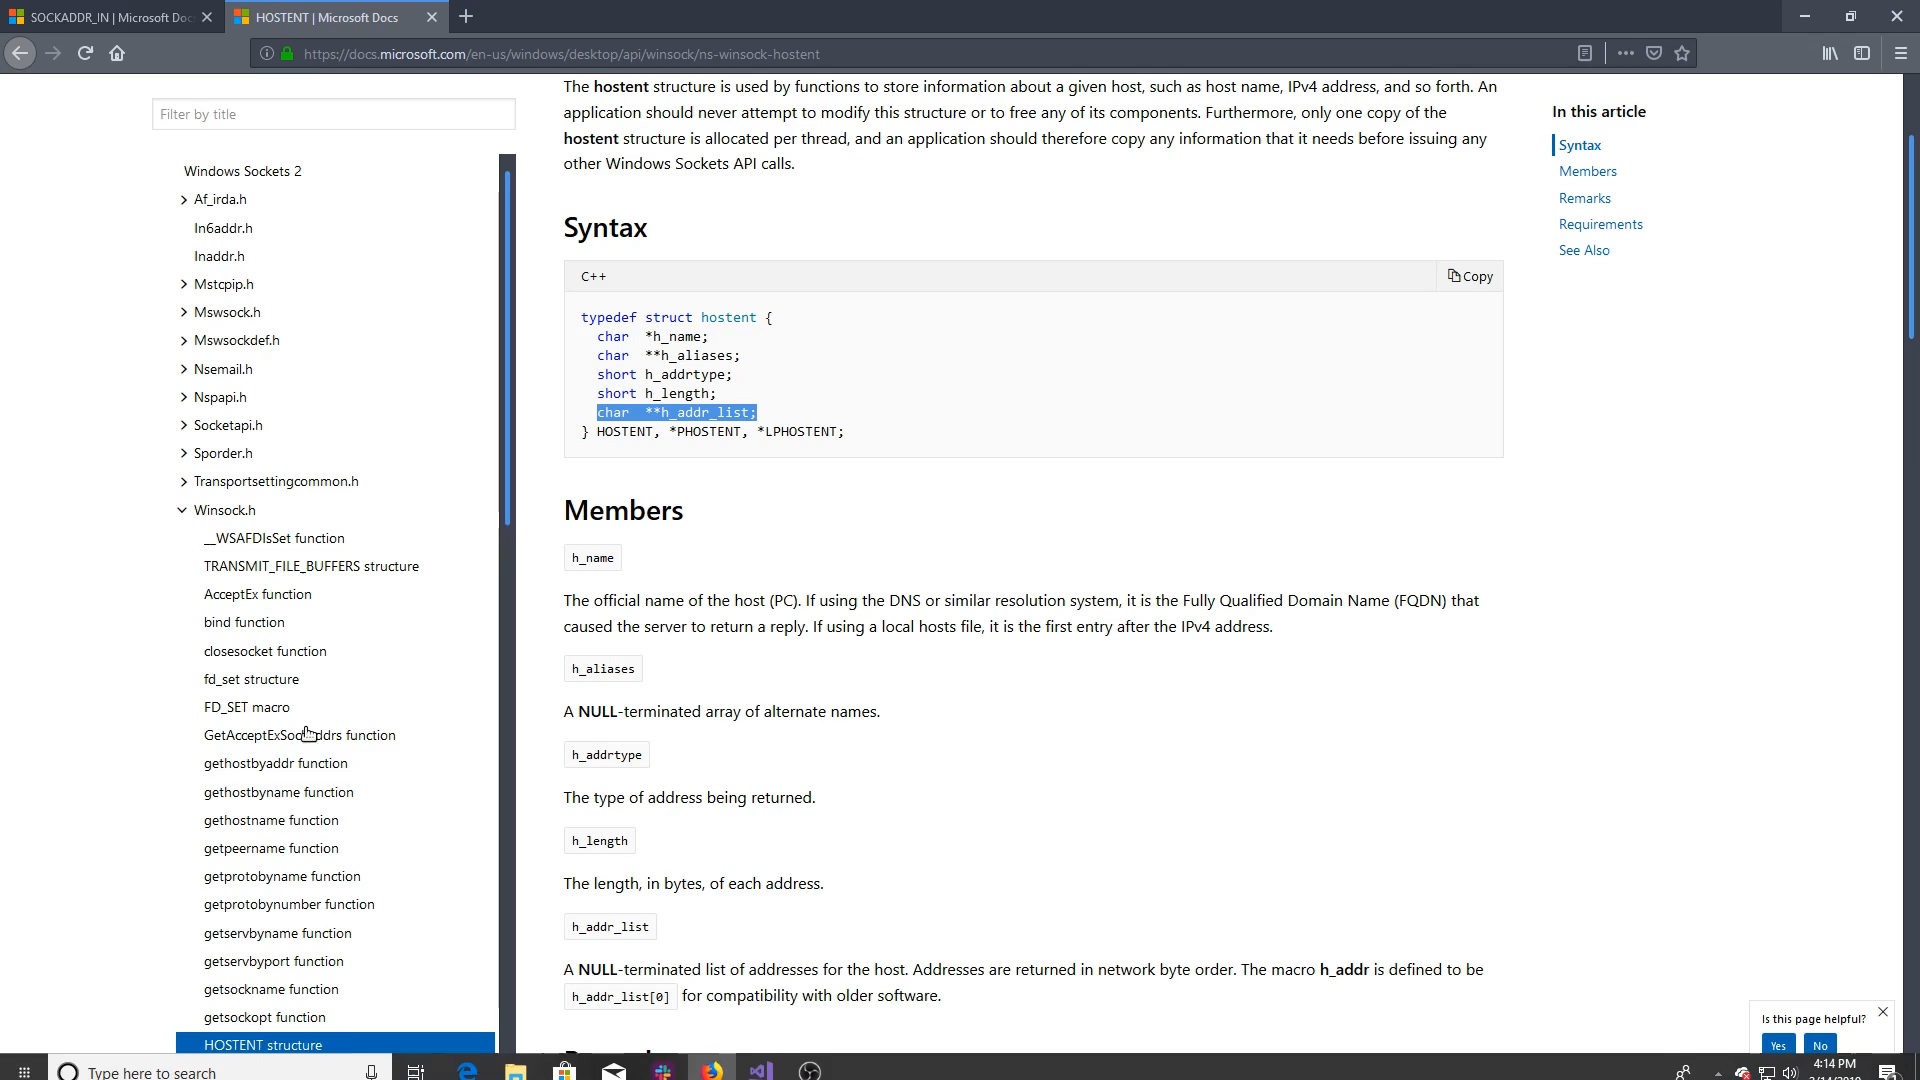 SOCKADDR_IN | Microsoft Doc
HOSTENT | Microsoft Docs
https://docs.microsoft.com/en-us/windows/desktop/api/winsock/ns-winsock-hostent
Filter by title
Windows Sockets 2
Af_irda.h
In6addr.h
Inaddr.h
Mstcpip.h
Mswsock.h
Mswsockdef.h
Nsemail.h
Nspapi.h
Socketapi.h
Sporder.h
Transportsettingcommon.h
Winsock.h
__WSAFDIsSet function
TRANSMIT_FILE_BUFFERS structure
AcceptEx function
bind function
closesocket function
fd_set structure
FD_SET macro
GetAcceptExSockaddrs function
gethostbyaddr function
gethostbyname function
gethostname function
getpeername function
getprotobyname function
getprotobynumber function
getservbyname function
getservbyport function
getsockname function
getsockopt function
HOSTENT structure
The hostent structure is used by functions to store information about a given host, such as host name, IPv4 address, and so forth. An
application should never attempt to modify this structure or to free any of its components. Furthermore, only one copy of the
hostent structure is allocated per thread, and an application should therefore copy any information that it needs before issuing any
other Windows Sockets API calls.
Syntax
C++
Copy
typedef struct hostent {
  char  *h_name;
  char  **h_aliases;
  short h_addrtype;
  short h_length;
  char  **h_addr_list;
} HOSTENT, *PHOSTENT, *LPHOSTENT;
Members
h_name
The official name of the host (PC). If using the DNS or similar resolution system, it is the Fully Qualified Domain Name (FQDN) that
caused the server to return a reply. If using a local hosts file, it is the first entry after the IPv4 address.
h_aliases
A NULL-terminated array of alternate names.
h_addrtype
The type of address being returned.
h_length
The length, in bytes, of each address.
h_addr_list
A NULL-terminated list of addresses for the host. Addresses are returned in network byte order. The macro h_addr is defined to be
h_addr_list[0] for compatibility with older software.
In this article
Syntax
Members
Remarks
Requirements
See Also
Is this page helpful?
Yes
No
Type here to search
4:14 PM